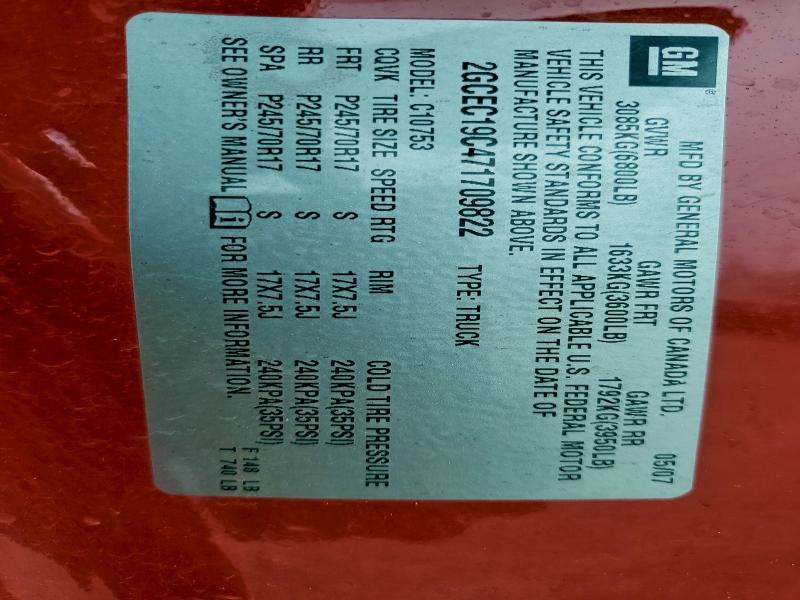 GM
MFD BY GENERAL MOTORS OF CANADA LTD. 05/07
GVWR GAWR FRT GAWR RR
3085KG(6800LB) 1633KG(3600LB) 1792KG(3950LB)
THIS VEHICLE CONFORMS TO ALL APPLICABLE U.S. FEDERAL MOTOR
VEHICLE SAFETY STANDARDS IN EFFECT ON THE DATE OF
MANUFACTURE SHOWN ABOVE.
2GCEC19C471709822 TYPE: TRUCK
MODEL: C10753
CQVK TIRE SIZE SPEED RTG RIM COLD TIRE PRESSURE
FRT P245/70R17 S 17X7.5J 240KPA(35PSI)
RR P245/70R17 S 17X7.5J 240KPA(35PSI)
SPA P245/70R17 S 17X7.5J 240KPA(35PSI)
SEE OWNER'S MANUAL FOR MORE INFORMATION.
F 148 LB
T 740 LB